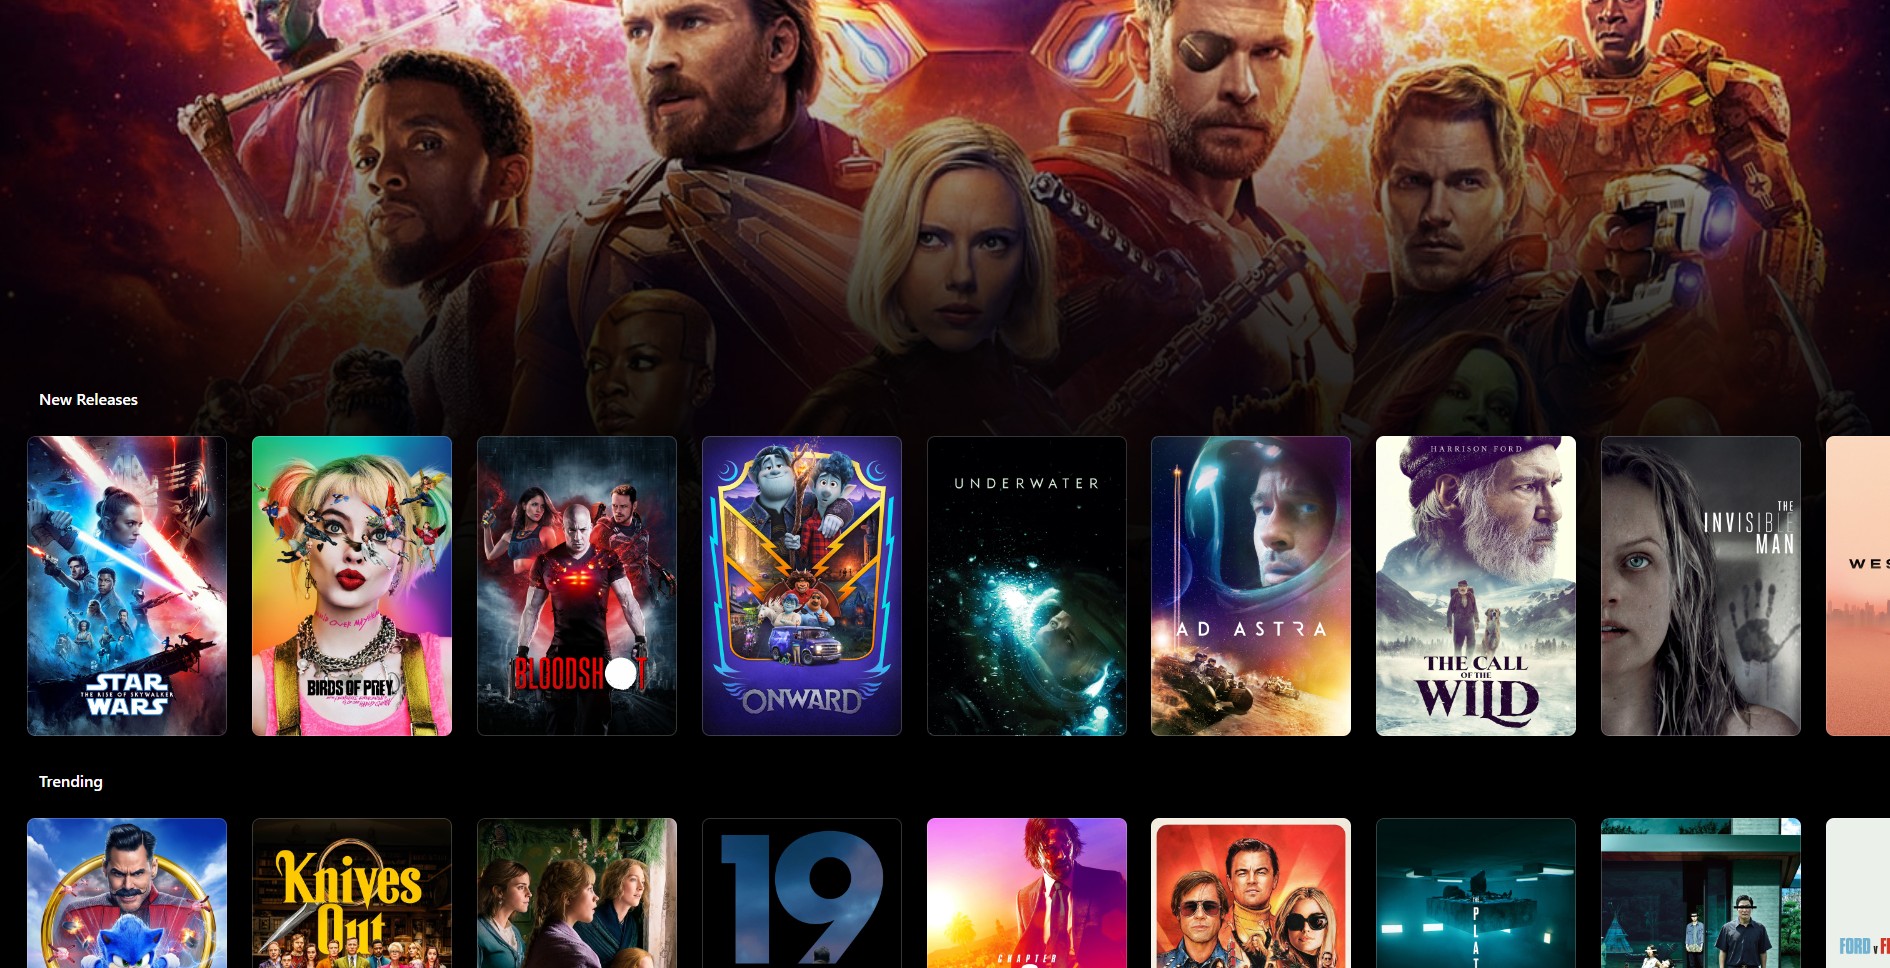 New Releases
STAR
THE RISE OF SKYWALKER
WARS
BIRDS OF PREY
BLOODSHOT
ONWARD
UNDERWATER
AD ASTRA
HARRISON FORD
THE CALL
OF THE
WILD
THE
INVISIBLE
MAN
WES
Trending
Knives
Out
19
CHAPTER
THE
PLAT
FORD v F